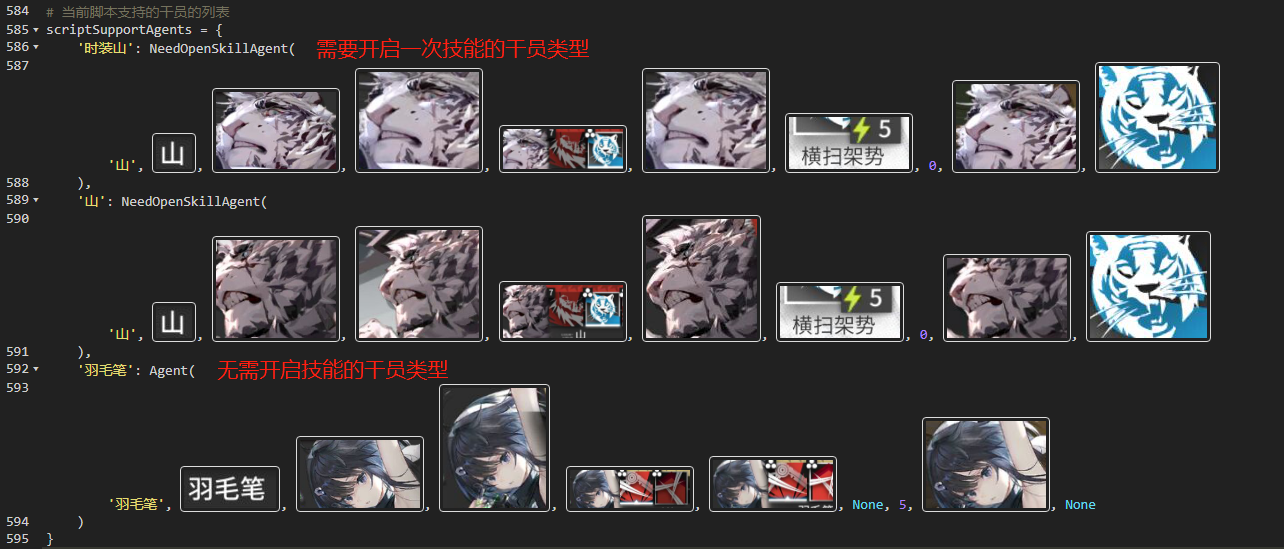 584 # 当前脚本支持的干员的列表
585 scriptSupportAgents = {
586 '时装山': NeedOpenSkillAgent( 需要开启一次技能的干员类型
587
'山', 山, , , , , 5 横扫架势, 0, ,
588 ),
589 '山': NeedOpenSkillAgent(
590
'山', 山, , , , , 5 横扫架势, 0, ,
591 ),
592 '羽毛笔': Agent( 无需开启技能的干员类型
593
'羽毛笔', 羽毛笔, , , , , None, 5, , None
594 )
595 }